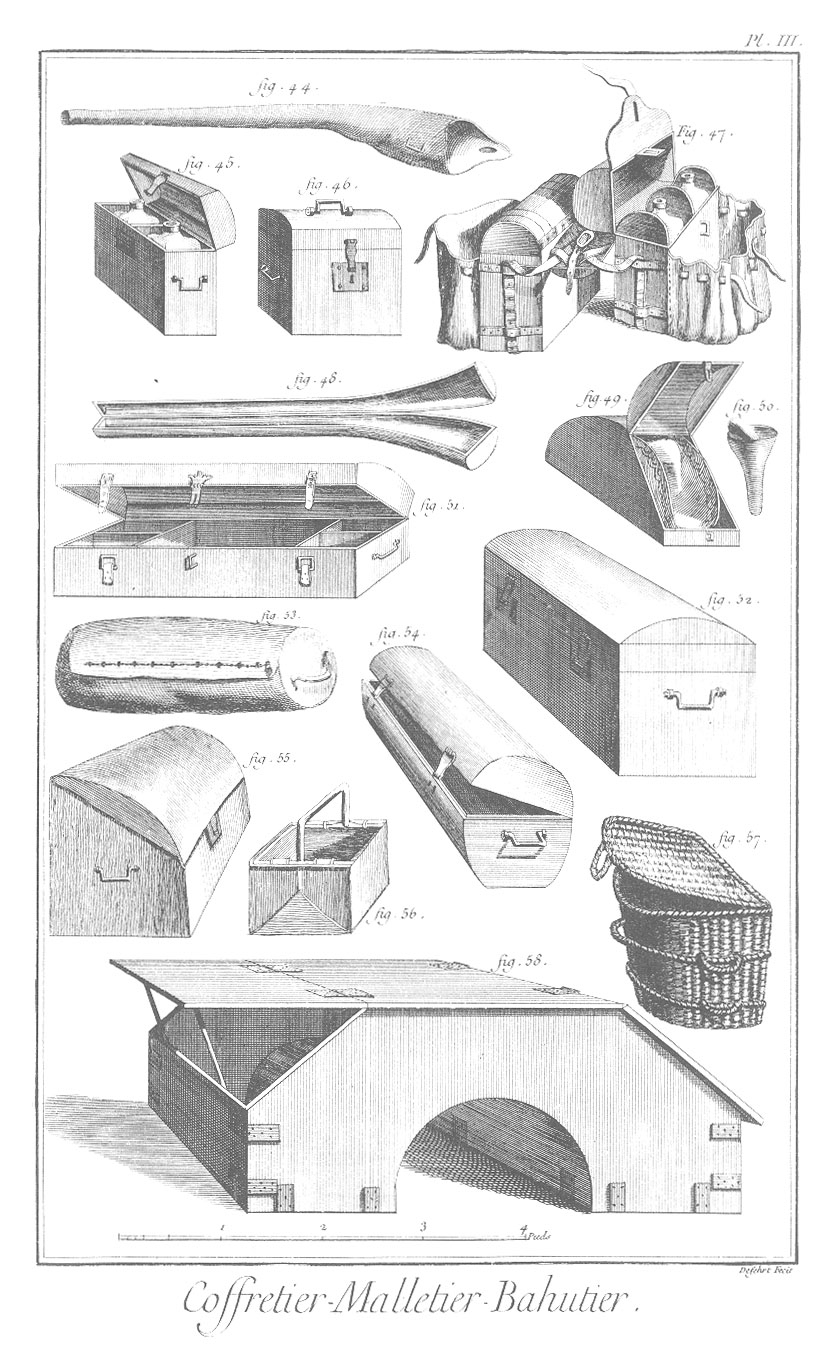 Pl. III.
fig. 44.
Fig. 47.
fig. 45.
fig. 46.
fig. 48.
fig. 49.
fig. 50.
fig. 51.
fig. 52.
fig. 53.
fig. 54.
fig. 55.
fig. 56.
fig. 57.
fig. 58.
1 2 3 4 Pieds
Defehrt Fecit
Coffretier-Malletier-Bahutier.